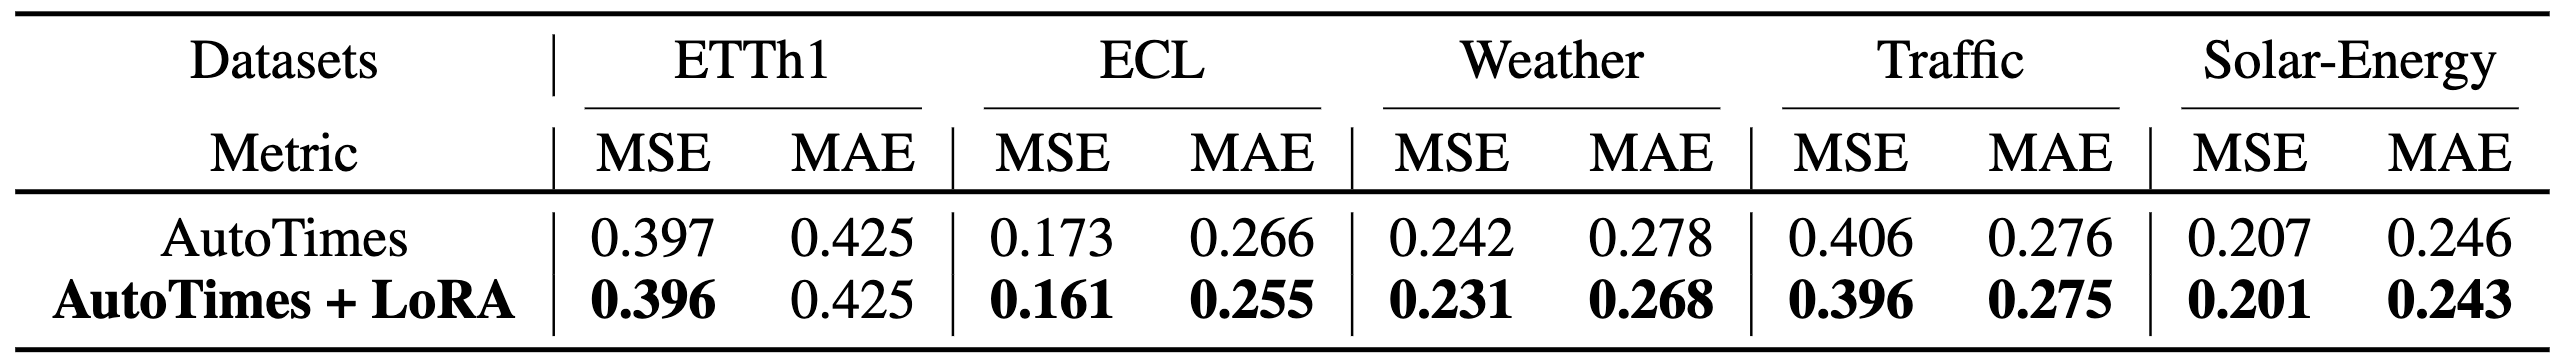 Datasets ETTh1 ECL Weather Traffic Solar-Energy
Metric MSE MAE MSE MAE MSE MAE MSE MAE MSE MAE
AutoTimes 0.397 0.425 0.173 0.266 0.242 0.278 0.406 0.276 0.207 0.246
AutoTimes + LoRA 0.396 0.425 0.161 0.255 0.231 0.268 0.396 0.275 0.201 0.243